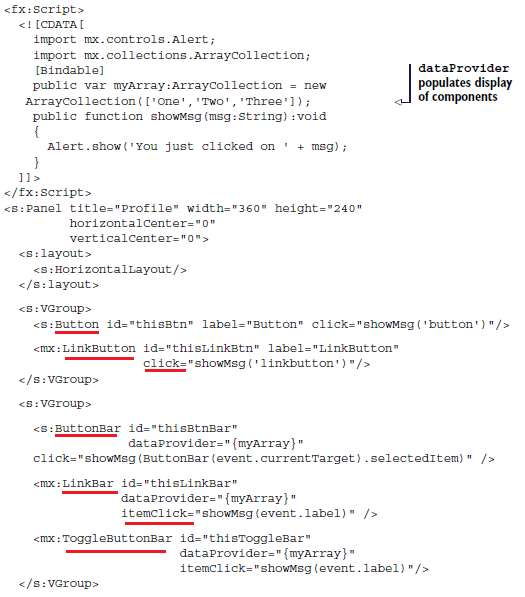 <fx:Script>
<![CDATA[
import mx.controls.Alert;
import mx.collections.ArrayCollection;
[Bindable]
public var myArray:ArrayCollection = new
ArrayCollection(['One','Two','Three']);
public function showMsg(msg:String):void
{
Alert.show('You just clicked on ' + msg);
}
]]>
</fx:Script>
dataProvider
populates display
of components
<s:Panel title="Profile" width="360" height="240"
horizontalCenter="0"
verticalCenter="0">
<s:layout>
<s:HorizontalLayout/>
</s:layout>
<s:VGroup>
<s:Button id="thisBtn" label="Button" click="showMsg('button')"/>
<mx:LinkButton id="thisLinkBtn" label="LinkButton"
click="showMsg('linkbutton')"/>
</s:VGroup>
<s:VGroup>
<s:ButtonBar id="thisBtnBar"
dataProvider="{myArray}"
click="showMsg(ButtonBar(event.currentTarget).selectedItem)" />
<mx:LinkBar id="thisLinkBar"
dataProvider="{myArray}"
itemClick="showMsg(event.label)" />
<mx:ToggleButtonBar id="thisToggleBar"
dataProvider="{myArray}"
itemClick="showMsg(event.label)"/>
</s:VGroup>